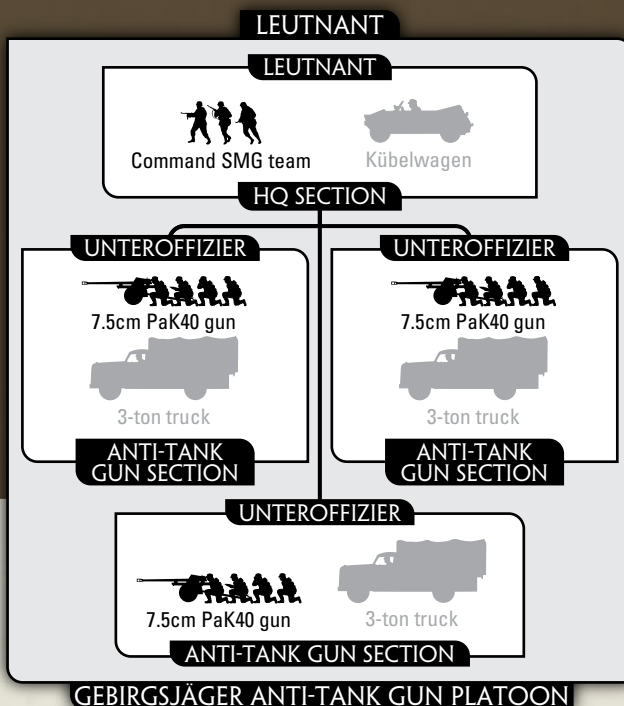 LEUTNANT
LEUTNANT
Command SMG team
Kübelwagen
HQ SECTION
UNTEROFFIZIER
7.5cm PaK40 gun
3-ton truck
ANTI-TANK
GUN SECTION
UNTEROFFIZIER
7.5cm PaK40 gun
3-ton truck
ANTI-TANK
GUN SECTION
UNTEROFFIZIER
7.5cm PaK40 gun
3-ton truck
ANTI-TANK GUN SECTION
GEBIRGSJÄGER ANTI-TANK GUN PLATOON